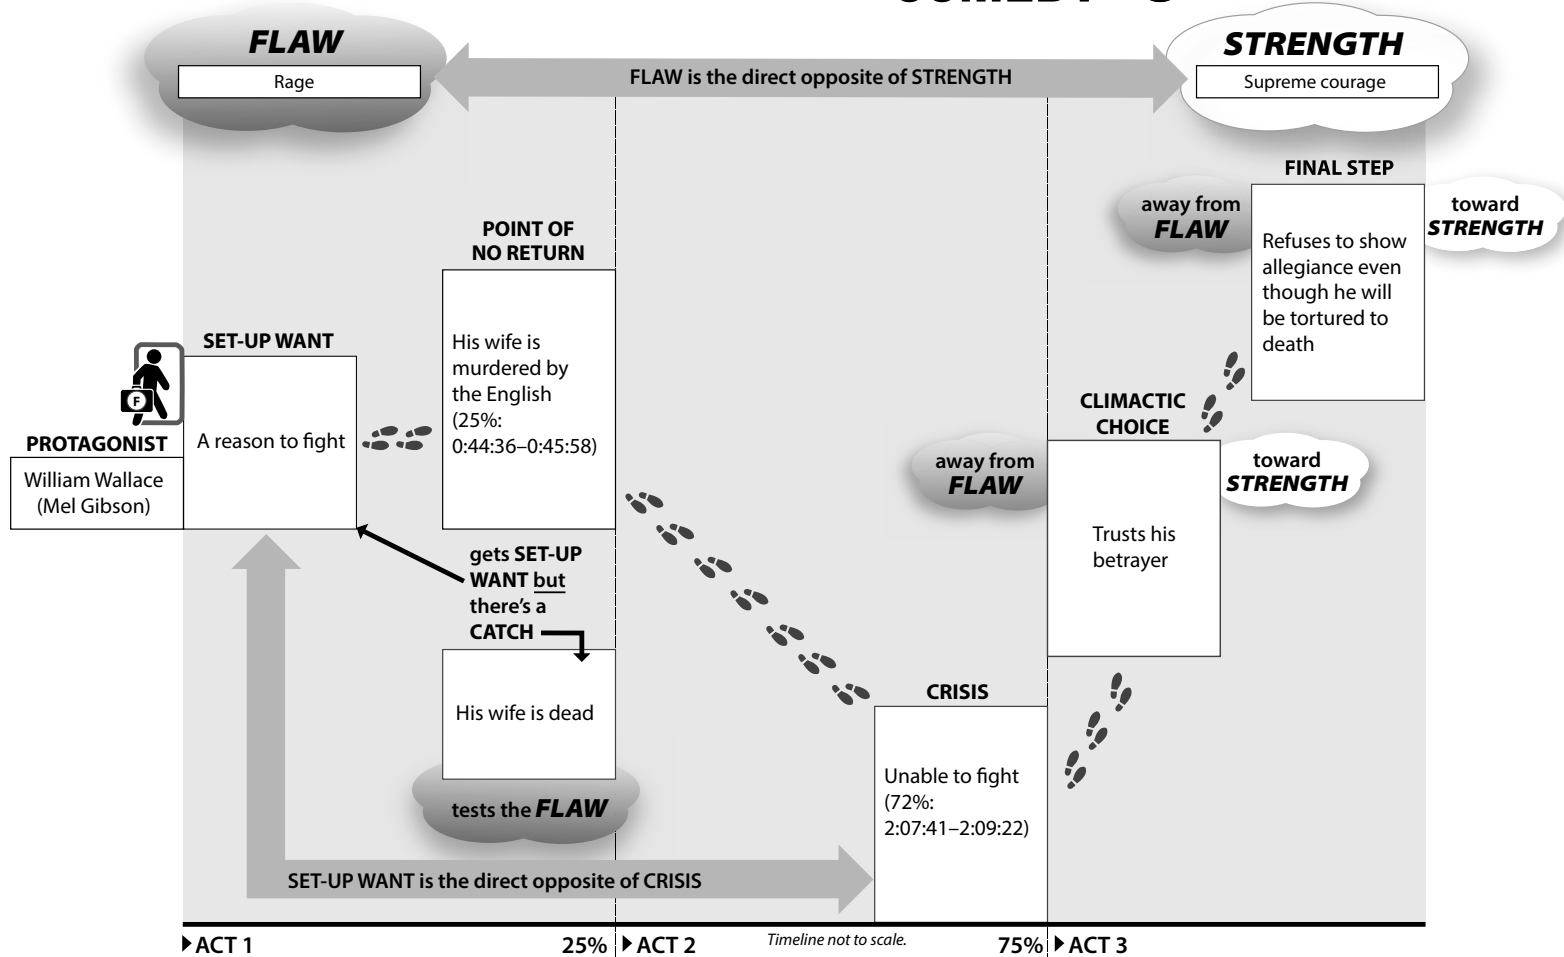 FLAW
Rage
FLAW is the direct opposite of STRENGTH
STRENGTH
Supreme courage
FINAL STEP
away from
FLAW
Refuses to show
allegiance even
though he will
be tortured to
death
toward
STRENGTH
POINT OF
NO RETURN
His wife is
murdered by
the English
(25%:
0:44:36–0:45:58)
SET-UP WANT
A reason to fight
F
PROTAGONIST
William Wallace
(Mel Gibson)
CLIMACTIC
CHOICE
away from
FLAW
Trusts his
betrayer
toward
STRENGTH
gets SET-UP
WANT but
there's a
CATCH
His wife is dead
tests the FLAW
CRISIS
Unable to fight
(72%:
2:07:41–2:09:22)
SET-UP WANT is the direct opposite of CRISIS
ACT 1
25%
ACT 2
Timeline not to scale.
75%
ACT 3